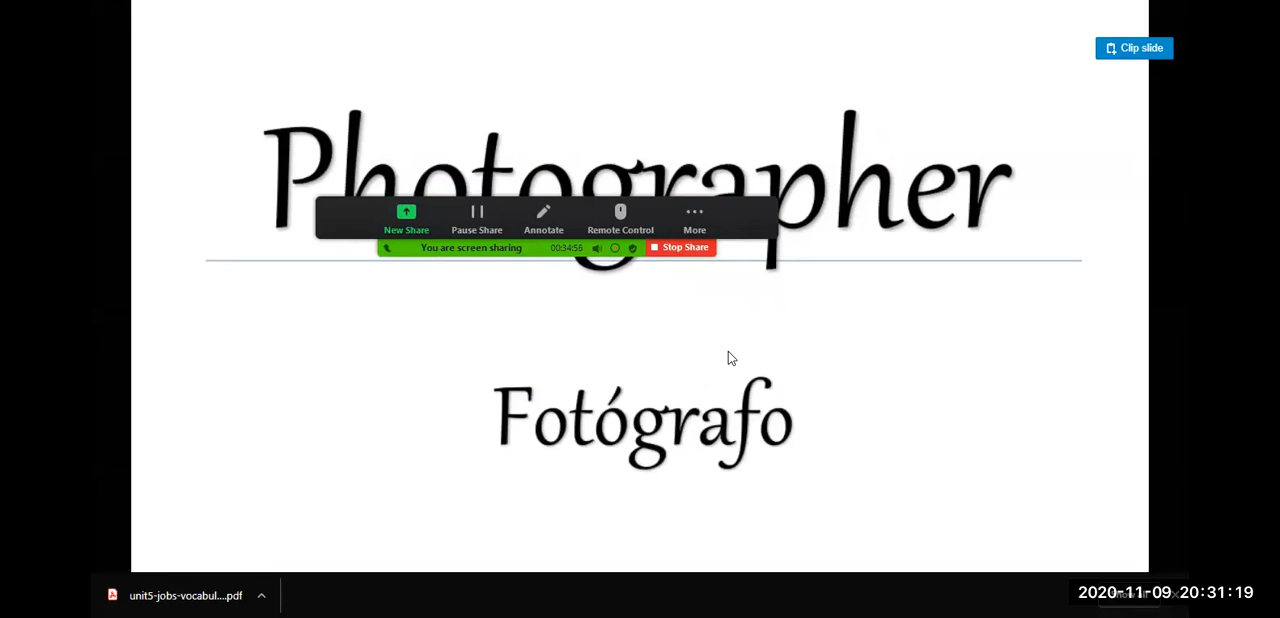 Clip slide
Photographer
New Share Pause Share Annotate Remote Control More
You are screen sharing 00:34:56 Stop Share
Fotógrafo
unit5-jobs-vocabul....pdf
2020-11-09 20:31:19